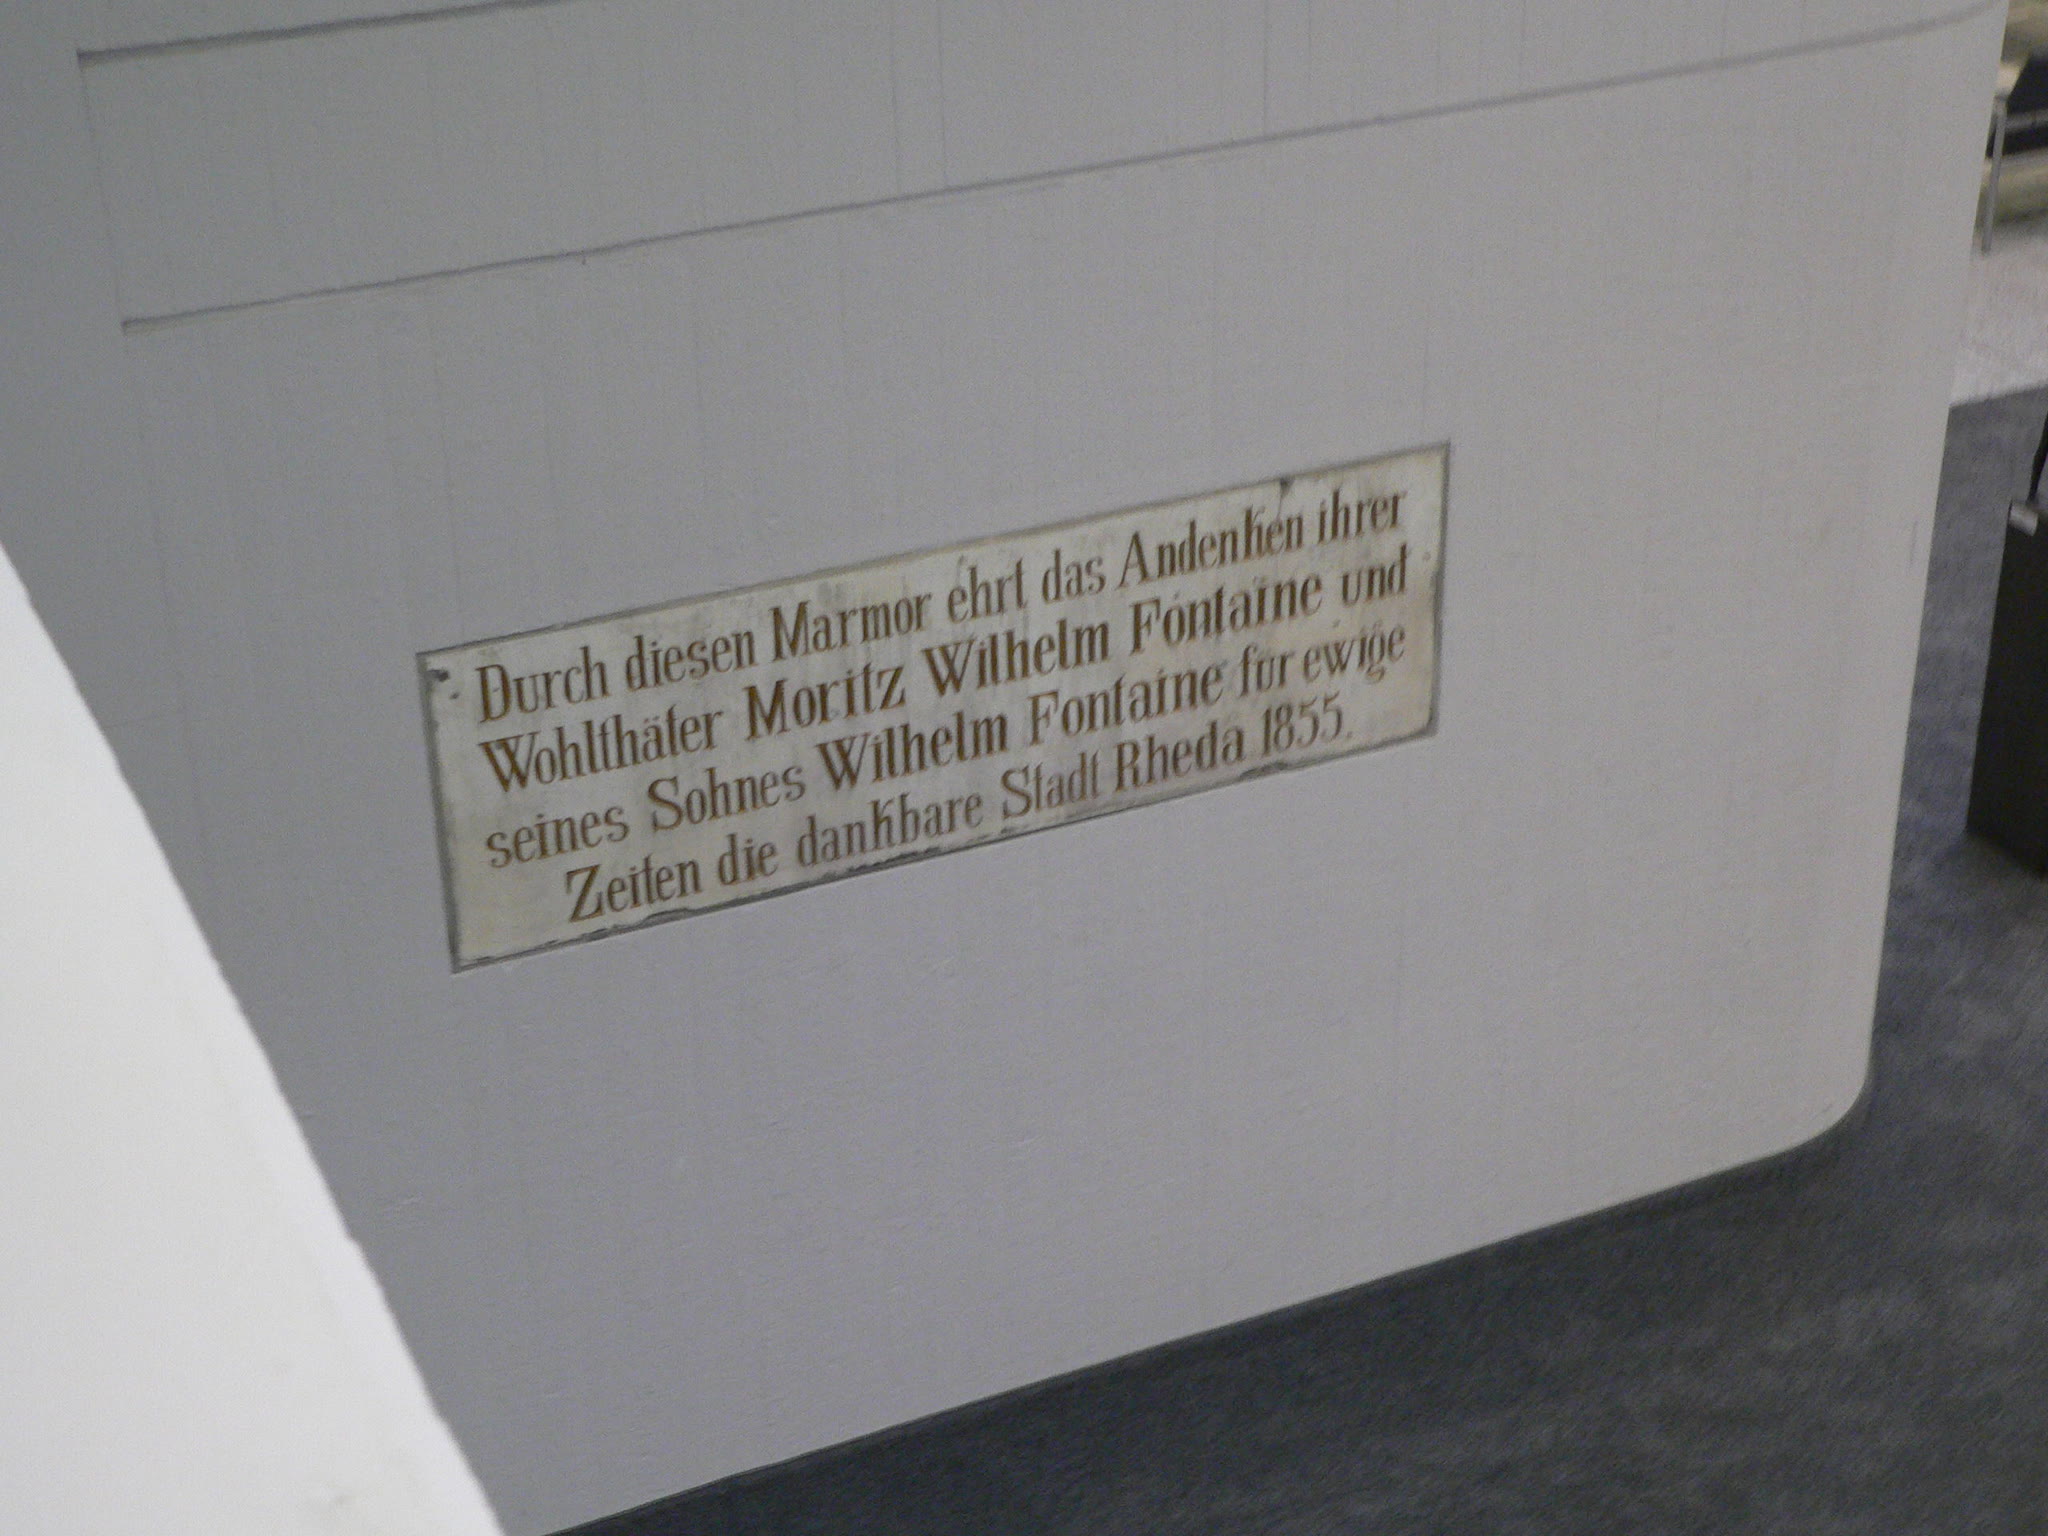 Durch diesen Marmor ehrt das Andenken ihrer
Wohlthäter Moritz Wilhelm Fontaine und
seines Sohnes Wilhelm Fontaine für ewige
Zeiten die dankbare Stadt Rheda 1855.